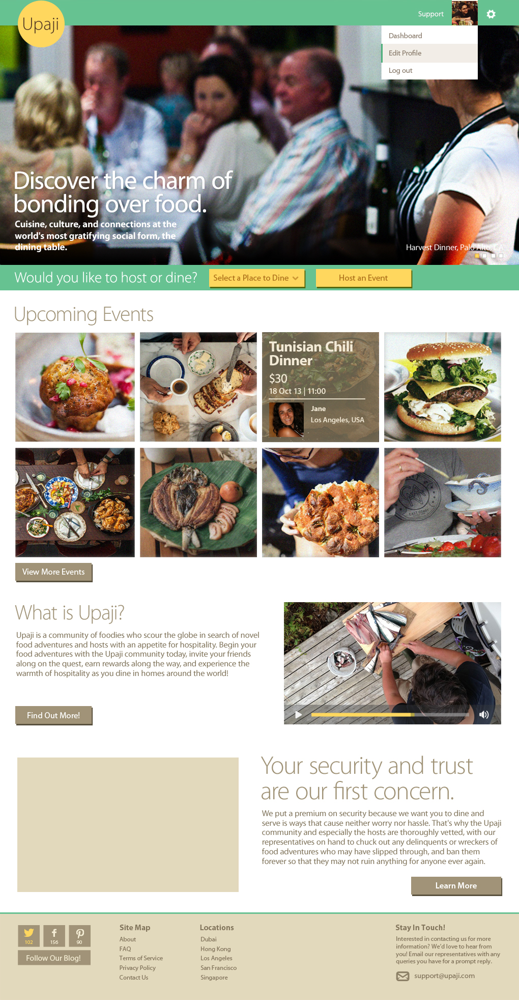 Upaji
Support
Dashboard
Edit Profile
Log out
Discover the charm of
bonding over food.
Cuisine, culture, and connections at the
world's most gratifying social form, the
dining table.
Harvest Dinner, Palo Alto, CA
Would you like to host or dine?
Select a Place to Dine
Host an Event
Upcoming Events
Tunisian Chili
Dinner
$30
18 Oct 13 | 11:00
Jane
Los Angeles, USA
EAST COAST
View More Events
What is Upaji?
Upaji is a community of foodies who scour the globe in search of novel
food adventures and hosts with an appetite for hospitality. Begin your
food adventures with the Upaji community today, invite your friends
along on the quest, earn rewards along the way, and experience the
warmth of hospitality as you dine in homes around the world!
Find Out More!
Your security and trust
are our first concern.
We put a premium on security because we want you to dine and
serve is ways that cause neither worry nor hassle. That's why the Upaji
community and especially the hosts are thoroughly vetted, with our
representatives on hand to chuck out any delinquents or wreckers of
food adventures who may have slipped through, and ban them
forever so that they may not ruin anything for anyone ever again.
Learn More
102
156
90
Follow Our Blog!
Site Map
About
FAQ
Terms of Service
Privacy Policy
Contact Us
Locations
Dubai
Hong Kong
Los Angeles
San Francisco
Singapore
Stay In Touch!
Interested in contacting us for more
information? We'd love to hear from
you! Email our representatives with any
queries you have for a prompt reply.
support@upaji.com